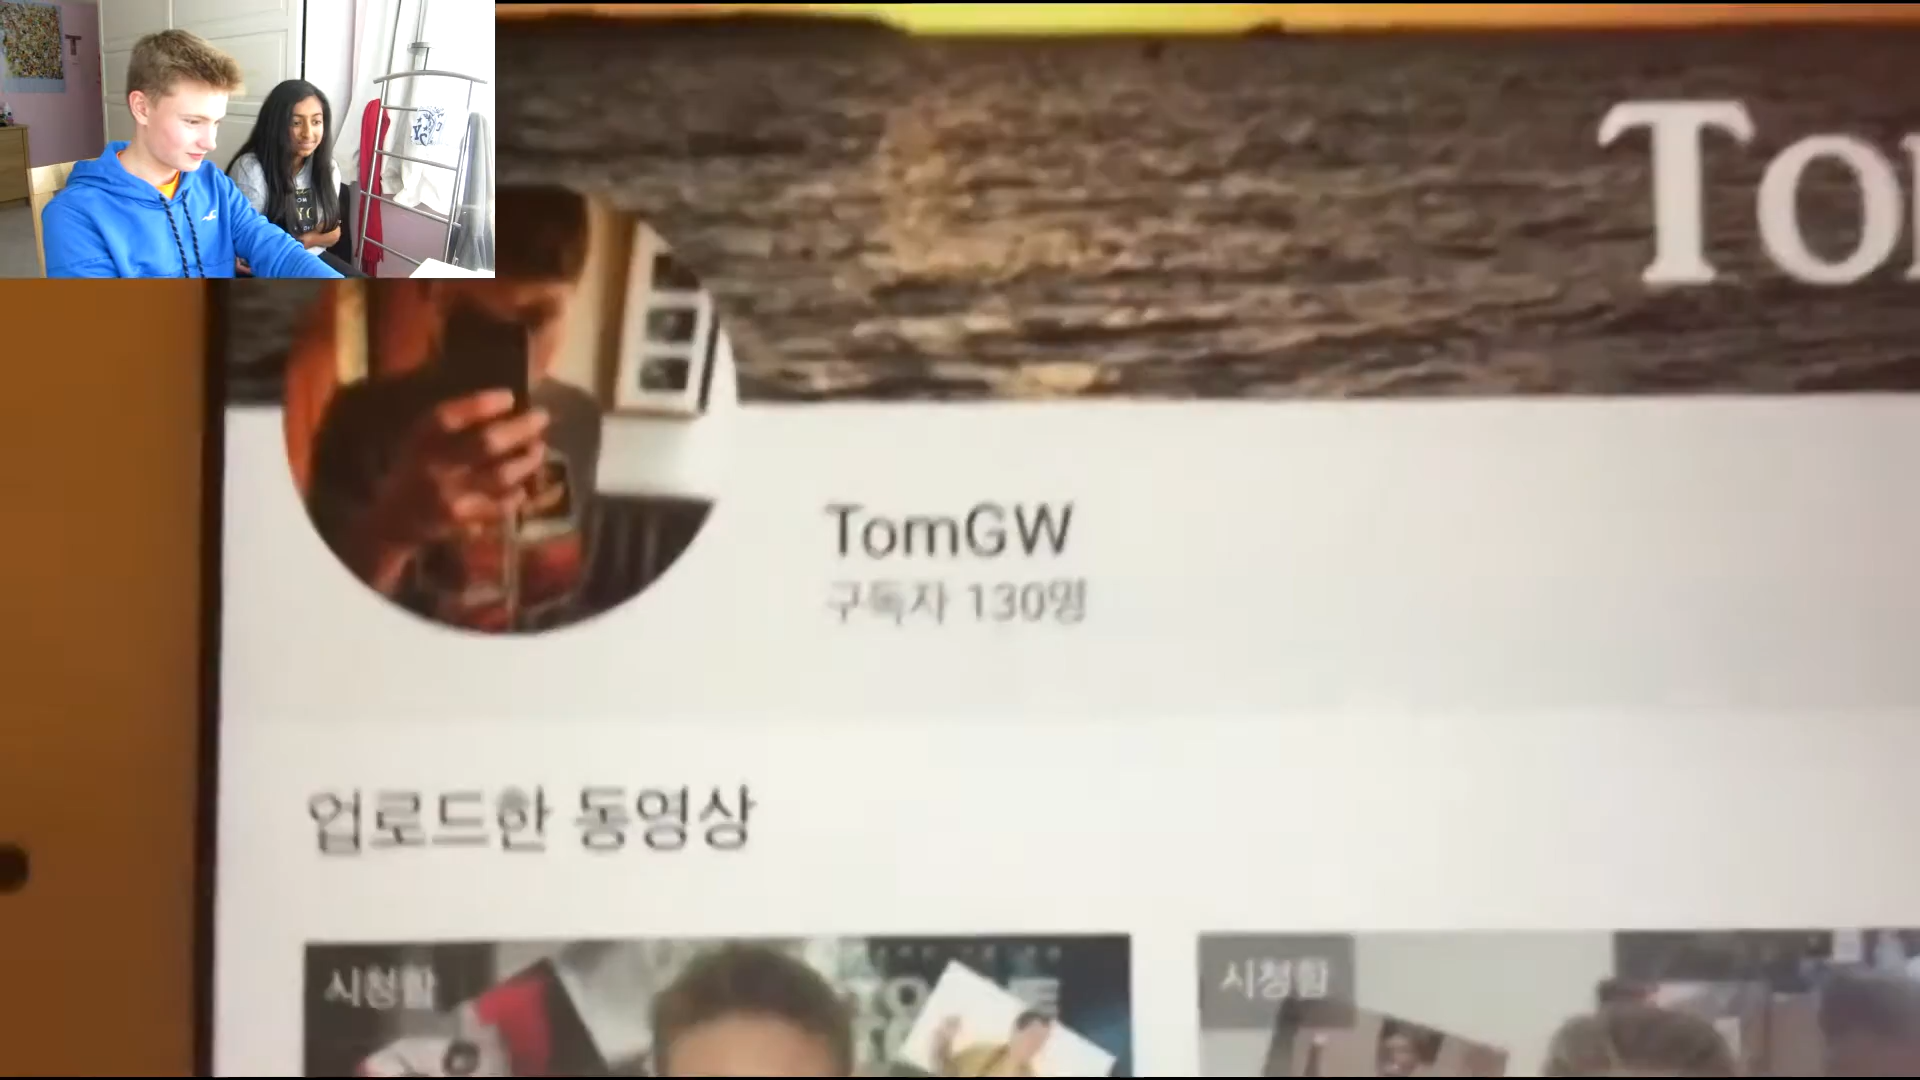 To
TomGW
구독자 130명
업로드한 동영상
시청함
시청함